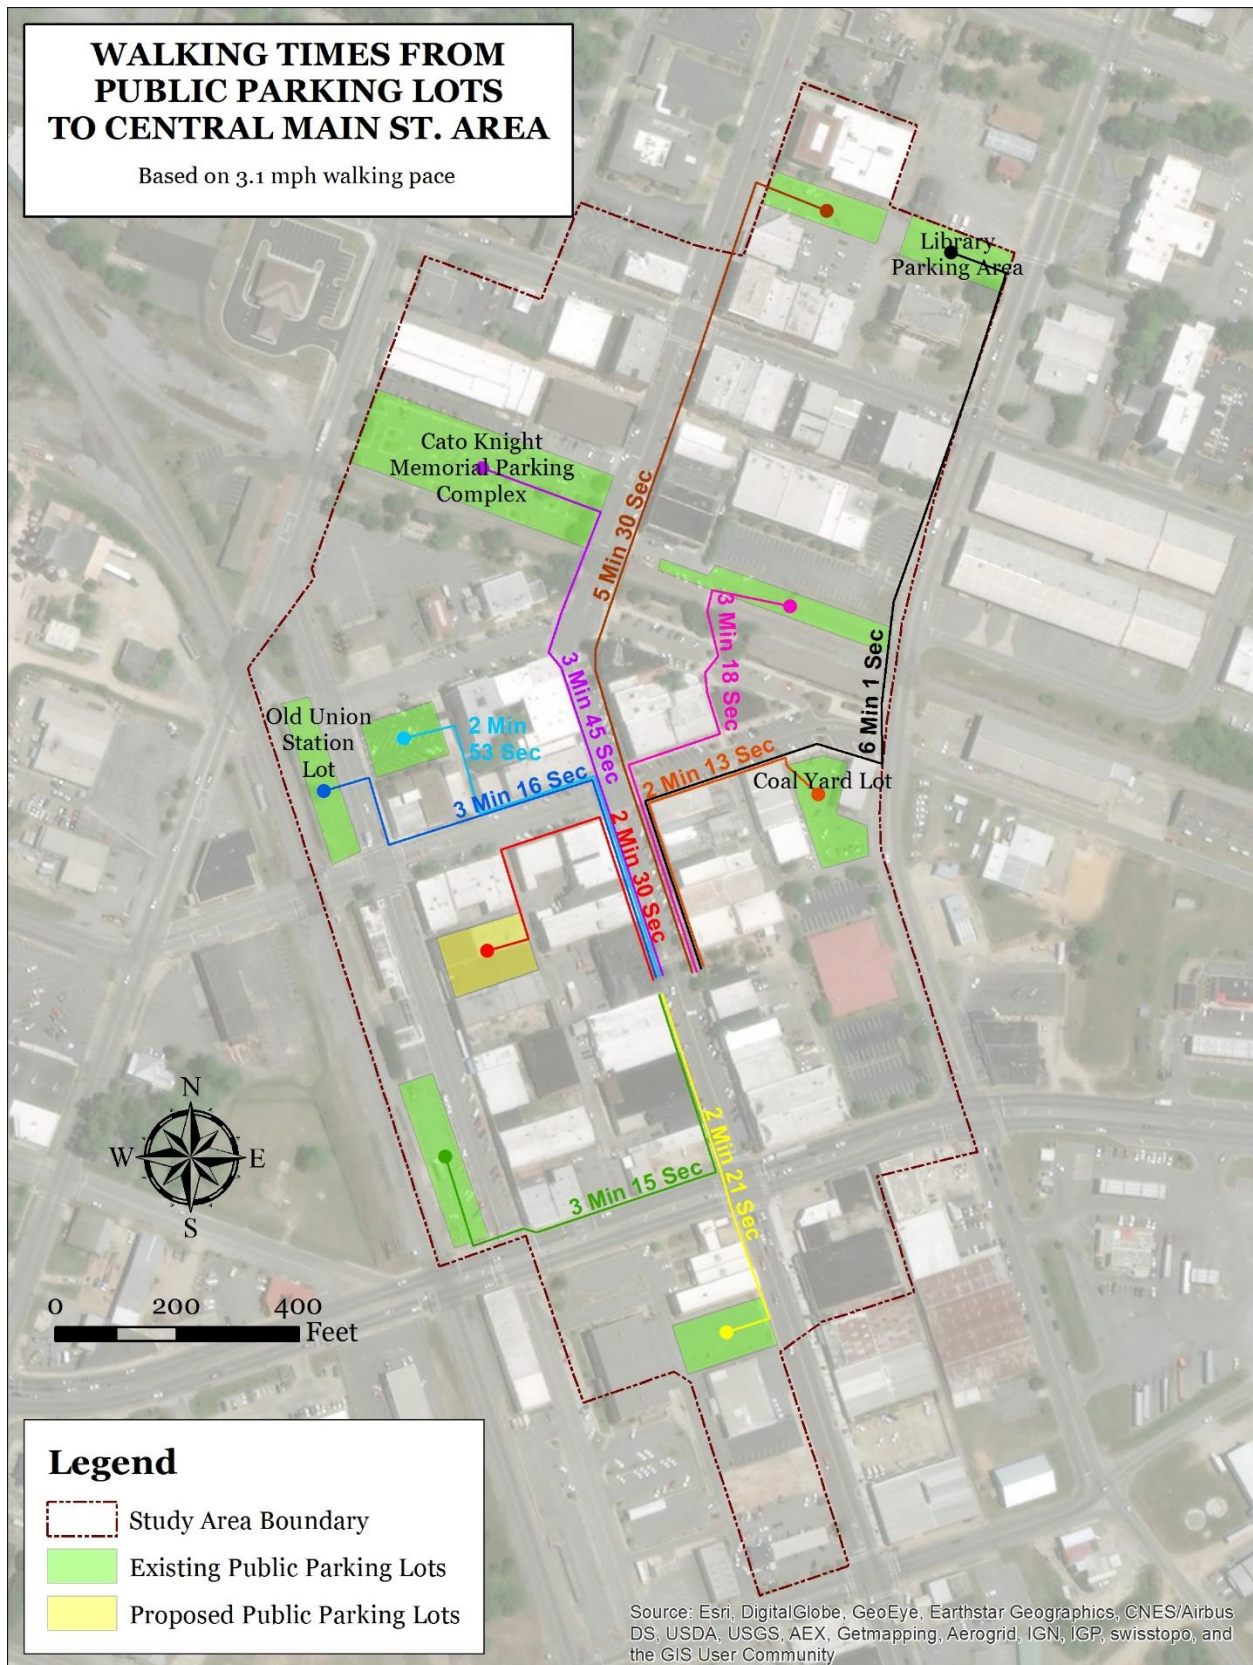 WALKING TIMES FROM
PUBLIC PARKING LOTS
TO CENTRAL MAIN ST. AREA
Based on 3.1 mph walking pace
Library
Parking Area
Cato Knight
Memorial Parking
Complex
5 Min 30 Sec
3 Min 18 Sec
6 Min 1 Sec
3 Min 45 Sec
Old Union
Station
Lot
2 Min
53 Sec
3 Min 16 Sec
2 Min 13 Sec
Coal Yard Lot
2 Min 30 Sec
2 Min 21 Sec
3 Min 15 Sec
N
W E
S
0 200 400
Feet
Legend
Study Area Boundary
Existing Public Parking Lots
Proposed Public Parking Lots
Source: Esri, DigitalGlobe, GeoEye, Earthstar Geographics, CNES/Airbus
DS, USDA, USGS, AEX, Getmapping, Aerogrid, IGN, IGP, swisstopo, and
the GIS User Community